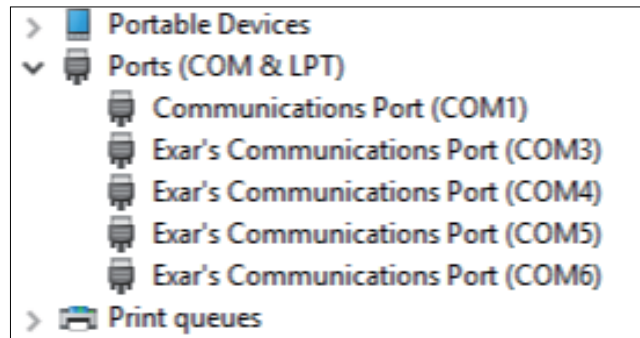 Portable Devices
Ports (COM & LPT)
Communications Port (COM1)
Exar's Communications Port (COM3)
Exar's Communications Port (COM4)
Exar's Communications Port (COM5)
Exar's Communications Port (COM6)
Print queues